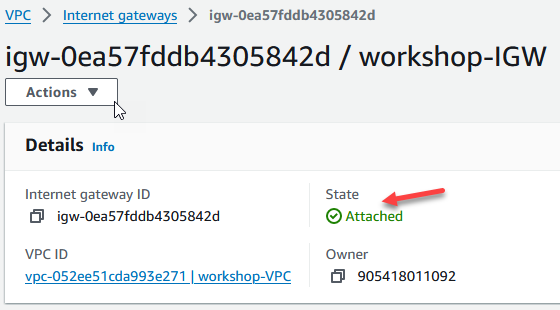 VPC > Internet gateways > igw-0ea57fddb4305842d
igw-0ea57fddb4305842d / workshop-IGW
Actions ▼
Details Info
Internet gateway ID
igw-0ea57fddb4305842d
State
Attached
VPC ID
vpc-052ee51cda993e271 | workshop-VPC
Owner
905418011092